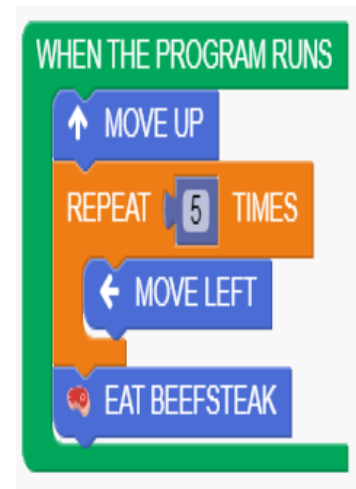 WHEN THE PROGRAM RUNS
MOVE UP
REPEAT 5 TIMES
MOVE LEFT
EAT BEEFSTEAK